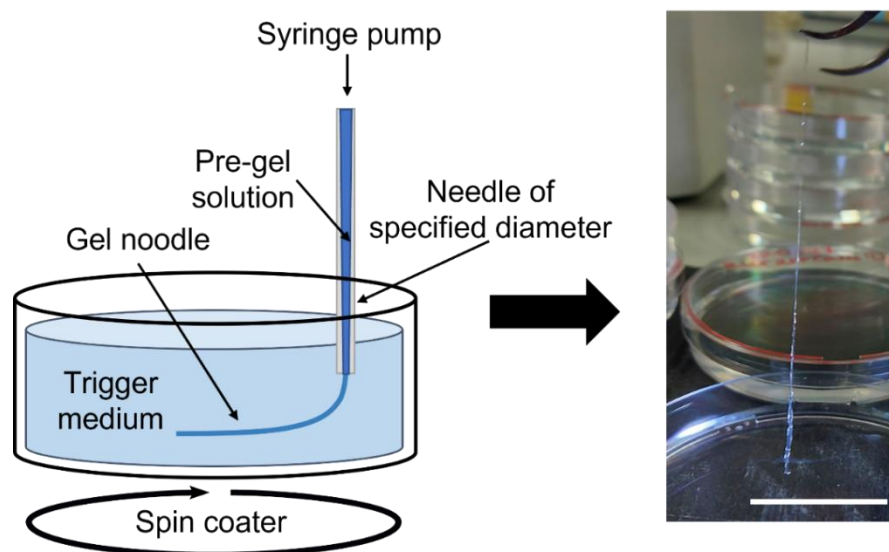 Syringe pump
Pre-gel
solution
Needle of
specified diameter
Gel noodle
Trigger
medium
Spin coater